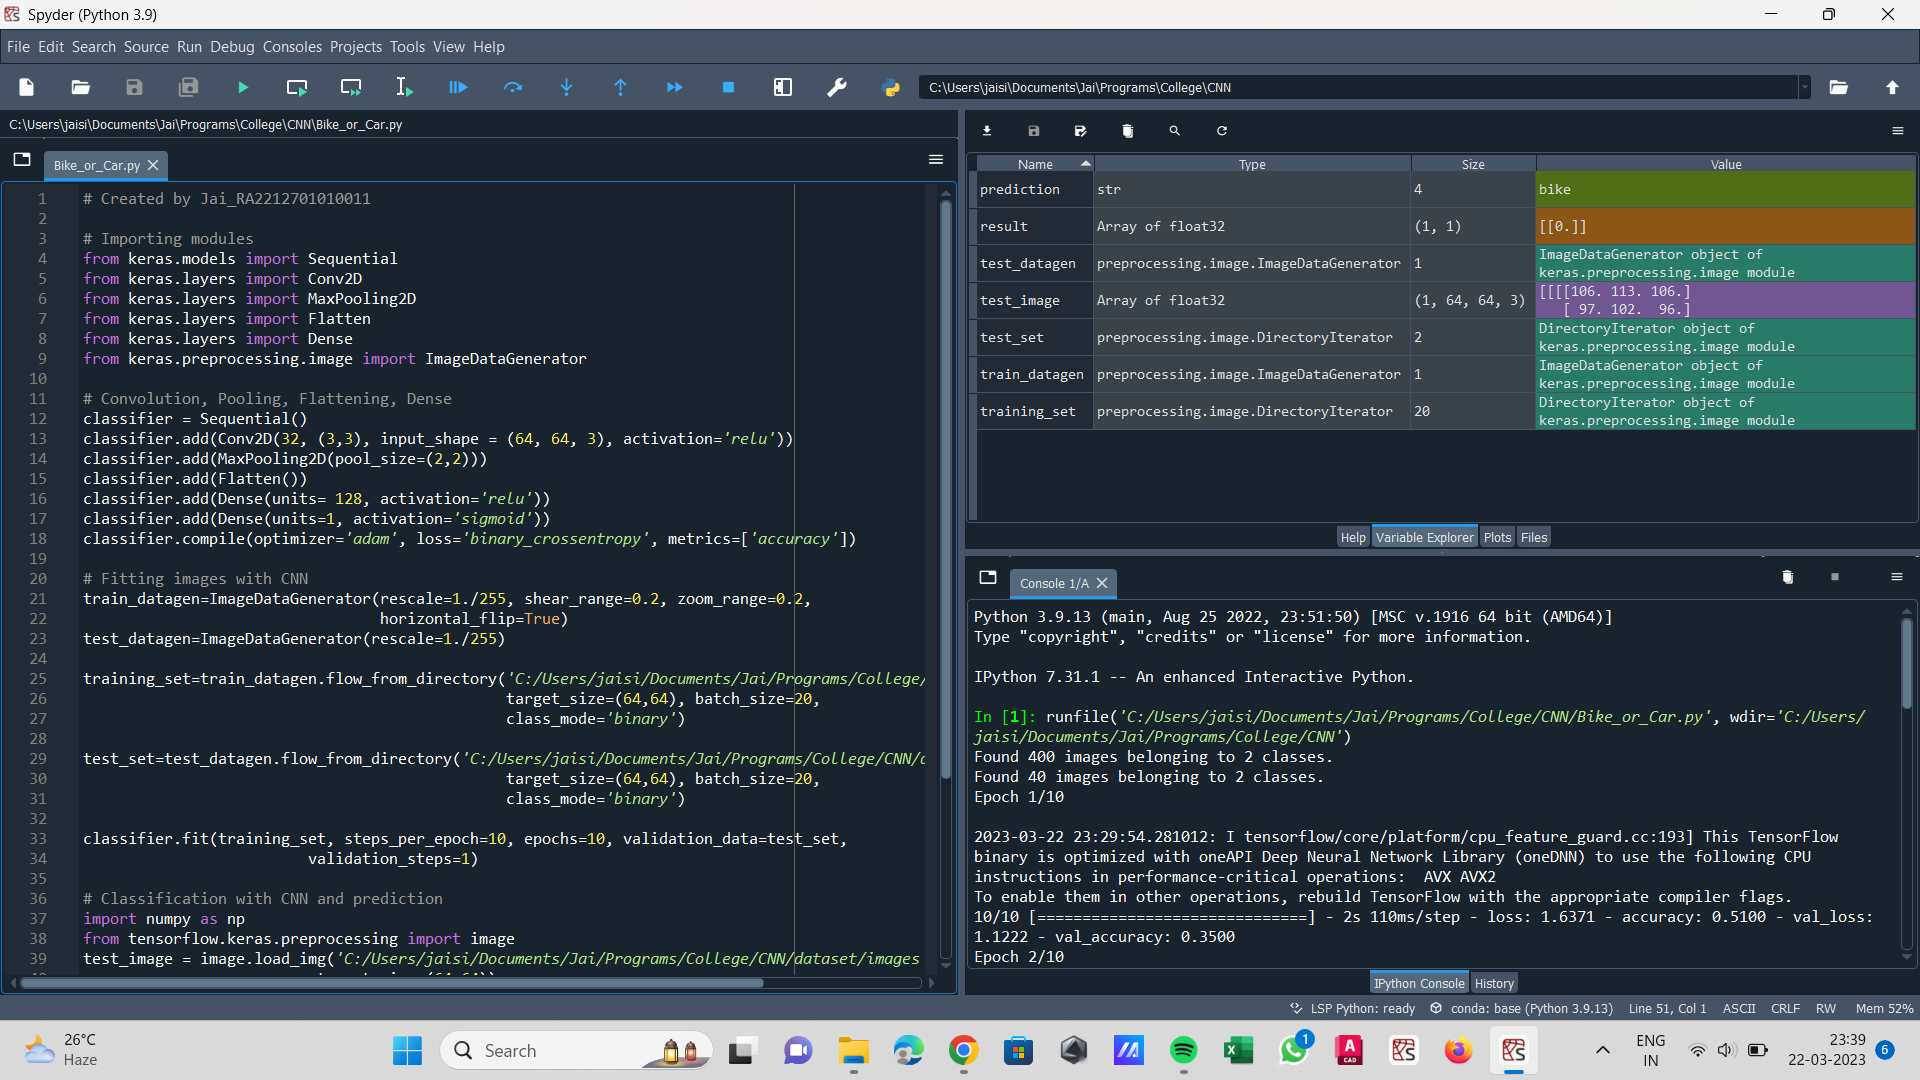 Spyder (Python 3.9)
File Edit Search Source Run Debug Consoles Projects Tools View Help
C:\Users\jaisi\Documents\Jai\Programs\College\CNN
C:\Users\jaisi\Documents\Jai\Programs\College\CNN\Bike_or_Car.py
Bike_or_Car.py
1 # Created by Jai_RA2212701010011
2
3 # Importing modules
4 from keras.models import Sequential
5 from keras.layers import Conv2D
6 from keras.layers import MaxPooling2D
7 from keras.layers import Flatten
8 from keras.layers import Dense
9 from keras.preprocessing.image import ImageDataGenerator
10
11 # Convolution, Pooling, Flattening, Dense
12 classifier = Sequential()
13 classifier.add(Conv2D(32, (3,3), input_shape = (64, 64, 3), activation='relu'))
14 classifier.add(MaxPooling2D(pool_size=(2,2)))
15 classifier.add(Flatten())
16 classifier.add(Dense(units= 128, activation='relu'))
17 classifier.add(Dense(units=1, activation='sigmoid'))
18 classifier.compile(optimizer='adam', loss='binary_crossentropy', metrics=['accuracy'])
19
20 # Fitting images with CNN
21 train_datagen=ImageDataGenerator(rescale=1./255, shear_range=0.2, zoom_range=0.2,
22 horizontal_flip=True)
23 test_datagen=ImageDataGenerator(rescale=1./255)
24
25 training_set=train_datagen.flow_from_directory('C:/Users/jaisi/Documents/Jai/Programs/College/
26 target_size=(64,64), batch_size=20,
27 class_mode='binary')
28
29 test_set=test_datagen.flow_from_directory('C:/Users/jaisi/Documents/Jai/Programs/College/CNN/
30 target_size=(64,64), batch_size=20,
31 class_mode='binary')
32
33 classifier.fit(training_set, steps_per_epoch=10, epochs=10, validation_data=test_set,
34 validation_steps=1)
35
36 # Classification with CNN and prediction
37 import numpy as np
38 from tensorflow.keras.preprocessing import image
39 test_image = image.load_img('C:/Users/jaisi/Documents/Jai/Programs/College/CNN/dataset/images
Name Type Size Value
prediction str 4 bike
result Array of float32 (1, 1) [[0.]]
test_datagen preprocessing.image.ImageDataGenerator 1 ImageDataGenerator object of
keras.preprocessing.image module
test_image Array of float32 (1, 64, 64, 3) [[[[106. 113. 106.]
[ 97. 102. 96.]
test_set preprocessing.image.DirectoryIterator 2 DirectoryIterator object of
keras.preprocessing.image module
train_datagen preprocessing.image.ImageDataGenerator 1 ImageDataGenerator object of
keras.preprocessing.image module
training_set preprocessing.image.DirectoryIterator 20 DirectoryIterator object of
keras.preprocessing.image module
Help Variable Explorer Plots Files
Console 1/A
Python 3.9.13 (main, Aug 25 2022, 23:51:50) [MSC v.1916 64 bit (AMD64)]
Type "copyright", "credits" or "license" for more information.
IPython 7.31.1 -- An enhanced Interactive Python.
In [1]: runfile('C:/Users/jaisi/Documents/Jai/Programs/College/CNN/Bike_or_Car.py', wdir='C:/Users/
jaisi/Documents/Jai/Programs/College/CNN')
Found 400 images belonging to 2 classes.
Found 40 images belonging to 2 classes.
Epoch 1/10
2023-03-22 23:29:54.281012: I tensorflow/core/platform/cpu_feature_guard.cc:193] This TensorFlow
binary is optimized with oneAPI Deep Neural Network Library (oneDNN) to use the following CPU
instructions in performance-critical operations: AVX AVX2
To enable them in other operations, rebuild TensorFlow with the appropriate compiler flags.
10/10 [==============================] - 2s 110ms/step - loss: 1.6371 - accuracy: 0.5100 - val_loss:
1.1222 - val_accuracy: 0.3500
Epoch 2/10
IPython Console History
LSP Python: ready conda: base (Python 3.9.13) Line 51, Col 1 ASCII CRLF RW Mem 52%
26°C
Haze
Search
1
A
CAD
ENG
IN
23:39
22-03-2023
6